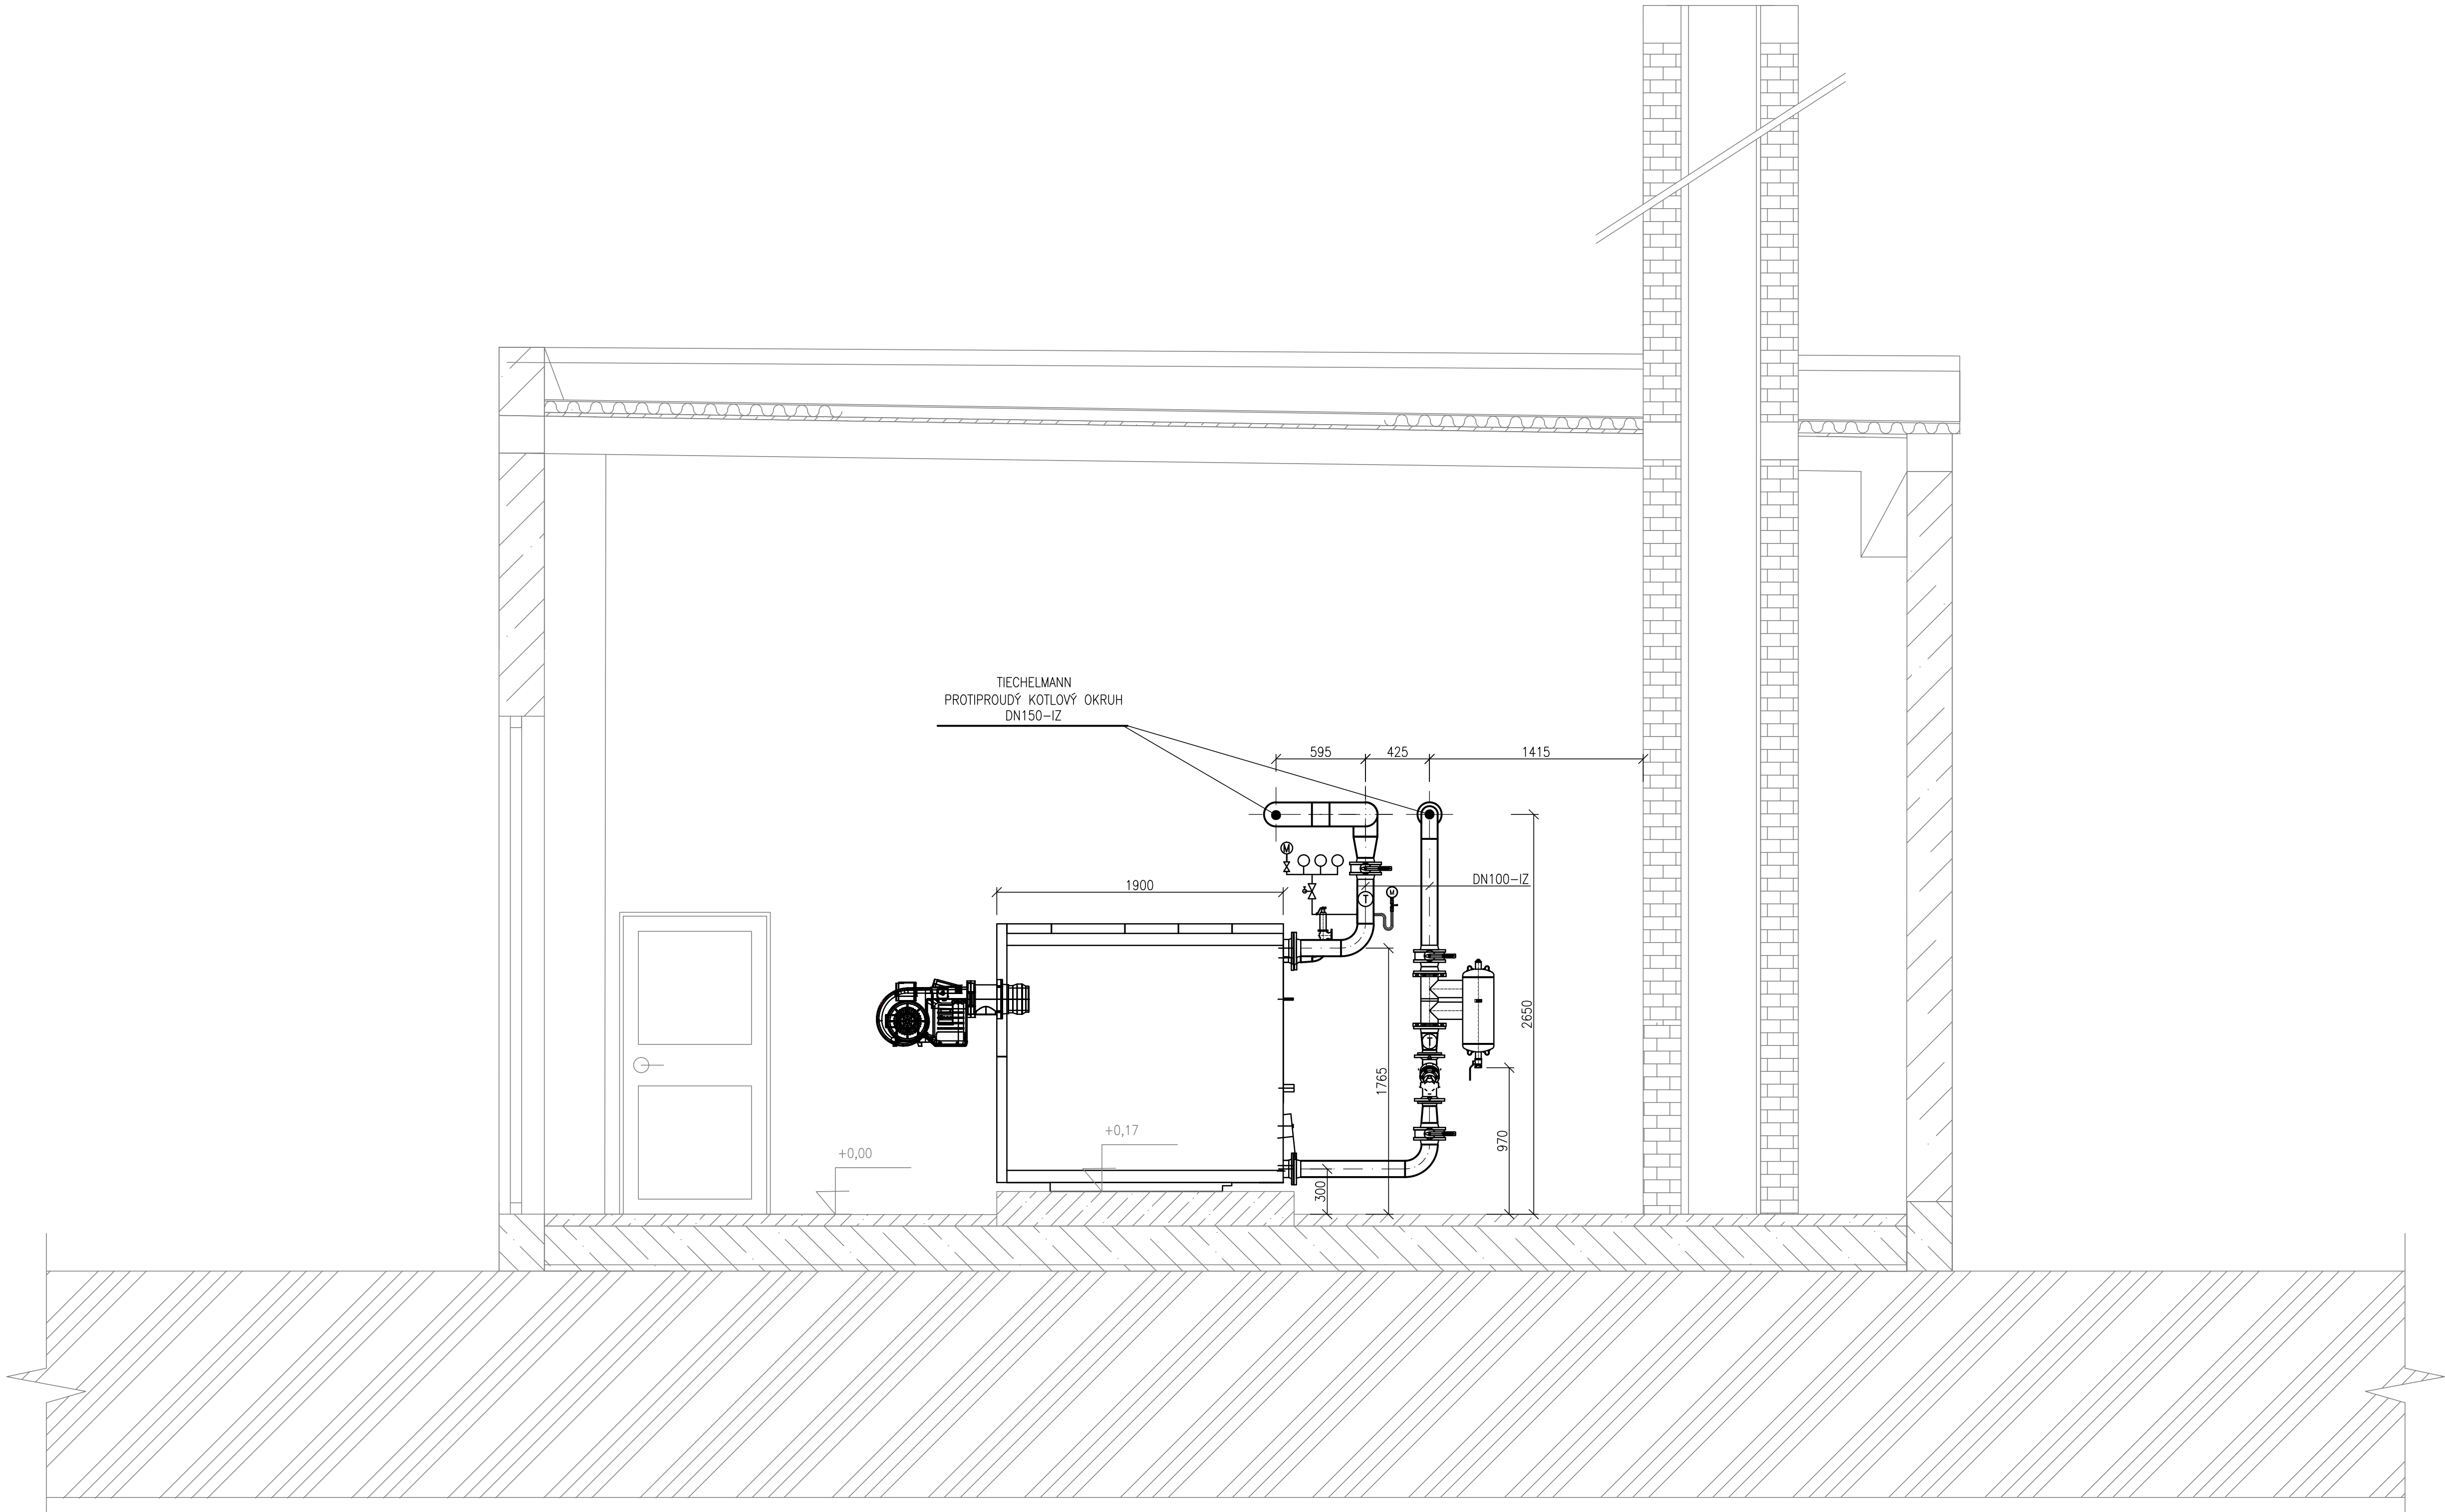 TIECHELMANN
PROTIPROUDÝ KOTLOVÝ OKRUH
DN150-IZ
595
425
1415
M
1900
DN100-IZ
M
T
2650
T
1765
+0,17
970
+0,00
300